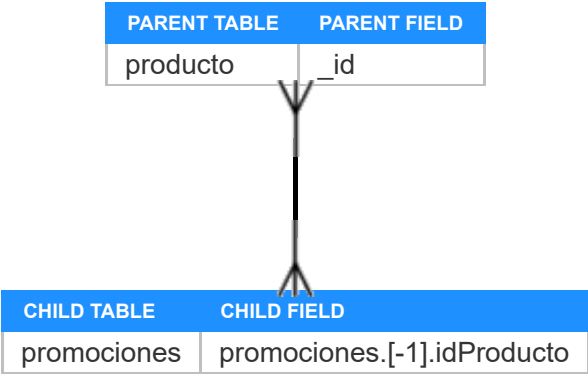 PARENT TABLE PARENT FIELD
producto _id
CHILD TABLE CHILD FIELD
promociones promociones.[-1].idProducto